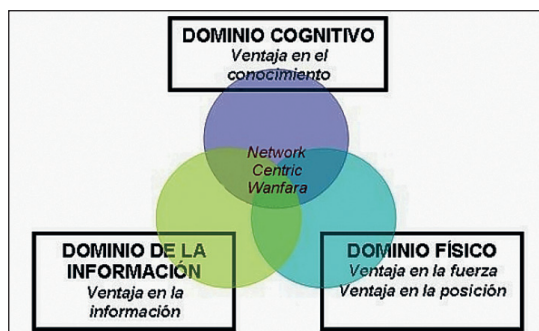 DOMINIO COGNITIVO
Ventaja en el
conocimiento
Network
Centric
Wanfara
DOMINIO DE LA
INFORMACIÓN
Ventaja en la
información
DOMINIO FÍSICO
Ventaja en la fuerza
Ventaja en la posición